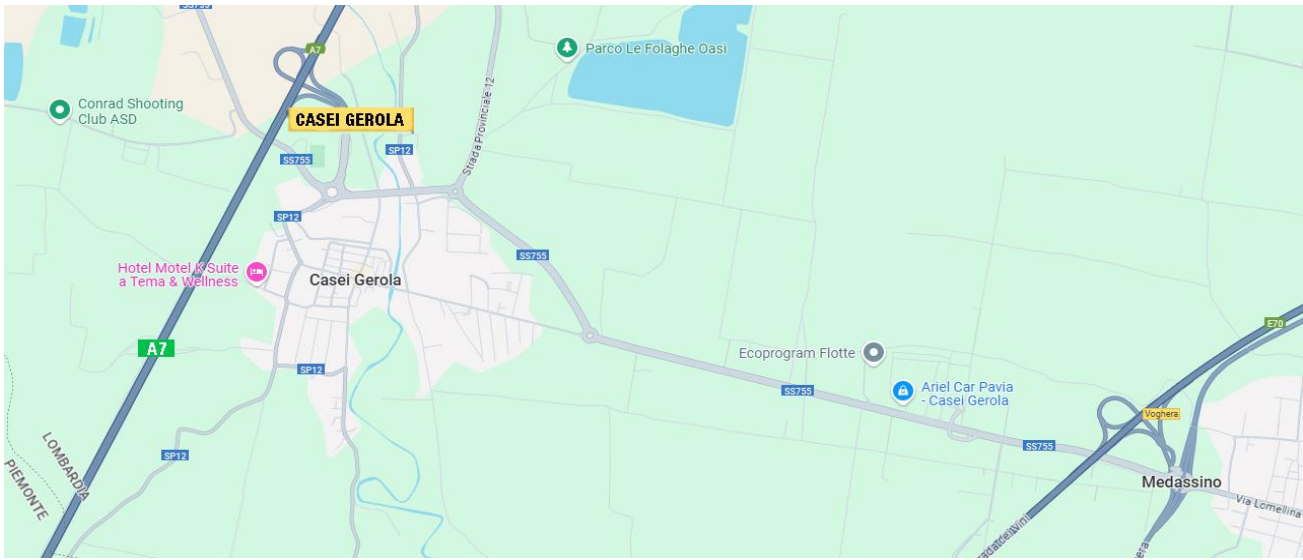 A7
Parco Le Folaghe Oasi
Conrad Shooting
Club ASD
CASEI GEROLA
Strada Provinciale 12
SP12
SS755
SP12
SS755
Hotel Motel K Suite
a Tema & Wellness
Casei Gerola
E70
A7
Ecoprogram Flotte
SP12
SS755
Ariel Car Pavia
- Casei Gerola
Voghera
SS755
LOMBARDIA
PIEMONTE
SP12
Medassino
Via Lomellina